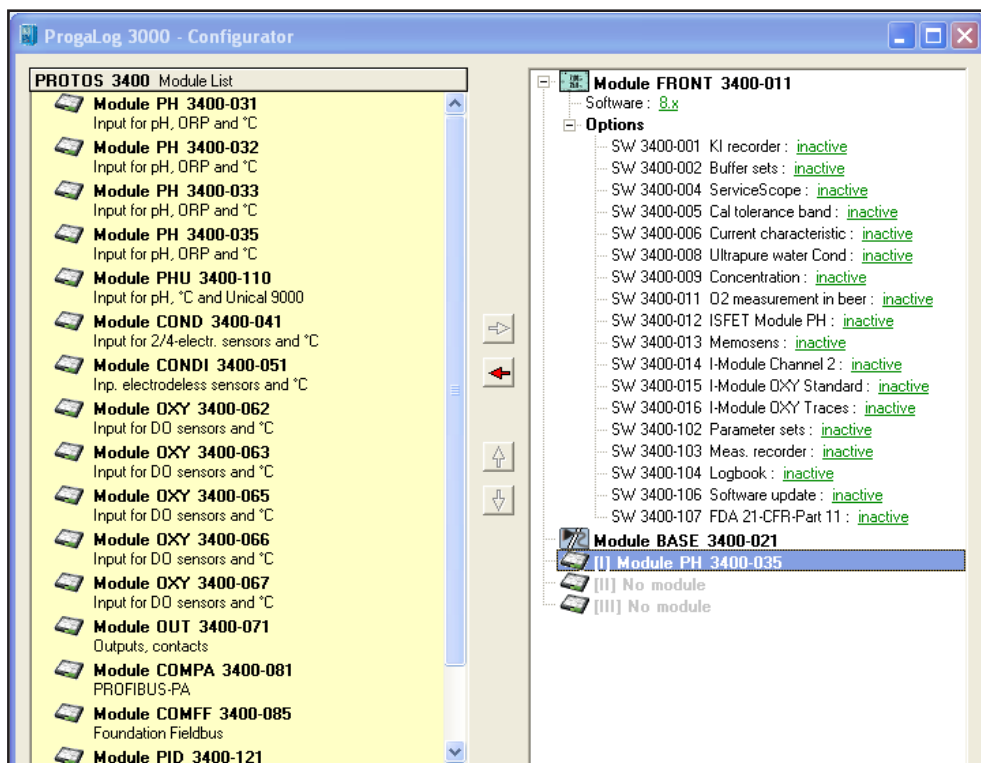 ProgaLog 3000 - Configurator
PROTOS 3400 Module List
Module PH 3400-031
Input for pH, ORP and °C
Module PH 3400-032
Input for pH, ORP and °C
Module PH 3400-033
Input for pH, ORP and °C
Module PH 3400-035
Input for pH, ORP and °C
Module PHU 3400-110
Input for pH, °C and Unical 9000
Module COND 3400-041
Input for 2/4-electr. sensors and °C
Module CONDI 3400-051
Inp. electrodeless sensors and °C
Module OXY 3400-062
Input for DO sensors and °C
Module OXY 3400-063
Input for DO sensors and °C
Module OXY 3400-065
Input for DO sensors and °C
Module OXY 3400-066
Input for DO sensors and °C
Module OXY 3400-067
Input for DO sensors and °C
Module OUT 3400-071
Outputs, contacts
Module COMPA 3400-081
PROFIBUS-PA
Module COMFF 3400-085
Foundation Fieldbus
Module PID 3400-121
Module FRONT 3400-011
Software : 8.x
Options
SW 3400-001 KI recorder : inactive
SW 3400-002 Buffer sets : inactive
SW 3400-004 ServiceScope : inactive
SW 3400-005 Cal tolerance band : inactive
SW 3400-006 Current characteristic : inactive
SW 3400-008 Ultrapure water Cond : inactive
SW 3400-009 Concentration : inactive
SW 3400-011 O2 measurement in beer : inactive
SW 3400-012 ISFET Module PH : inactive
SW 3400-013 Memosens : inactive
SW 3400-014 I-Module Channel 2 : inactive
SW 3400-015 I-Module OXY Standard : inactive
SW 3400-016 I-Module OXY Traces : inactive
SW 3400-102 Parameter sets : inactive
SW 3400-103 Meas. recorder : inactive
SW 3400-104 Logbook : inactive
SW 3400-106 Software update : inactive
SW 3400-107 FDA 21-CFR-Part 11 : inactive
Module BASE 3400-021
[I] Module PH 3400-035
[II] No module
[III] No module